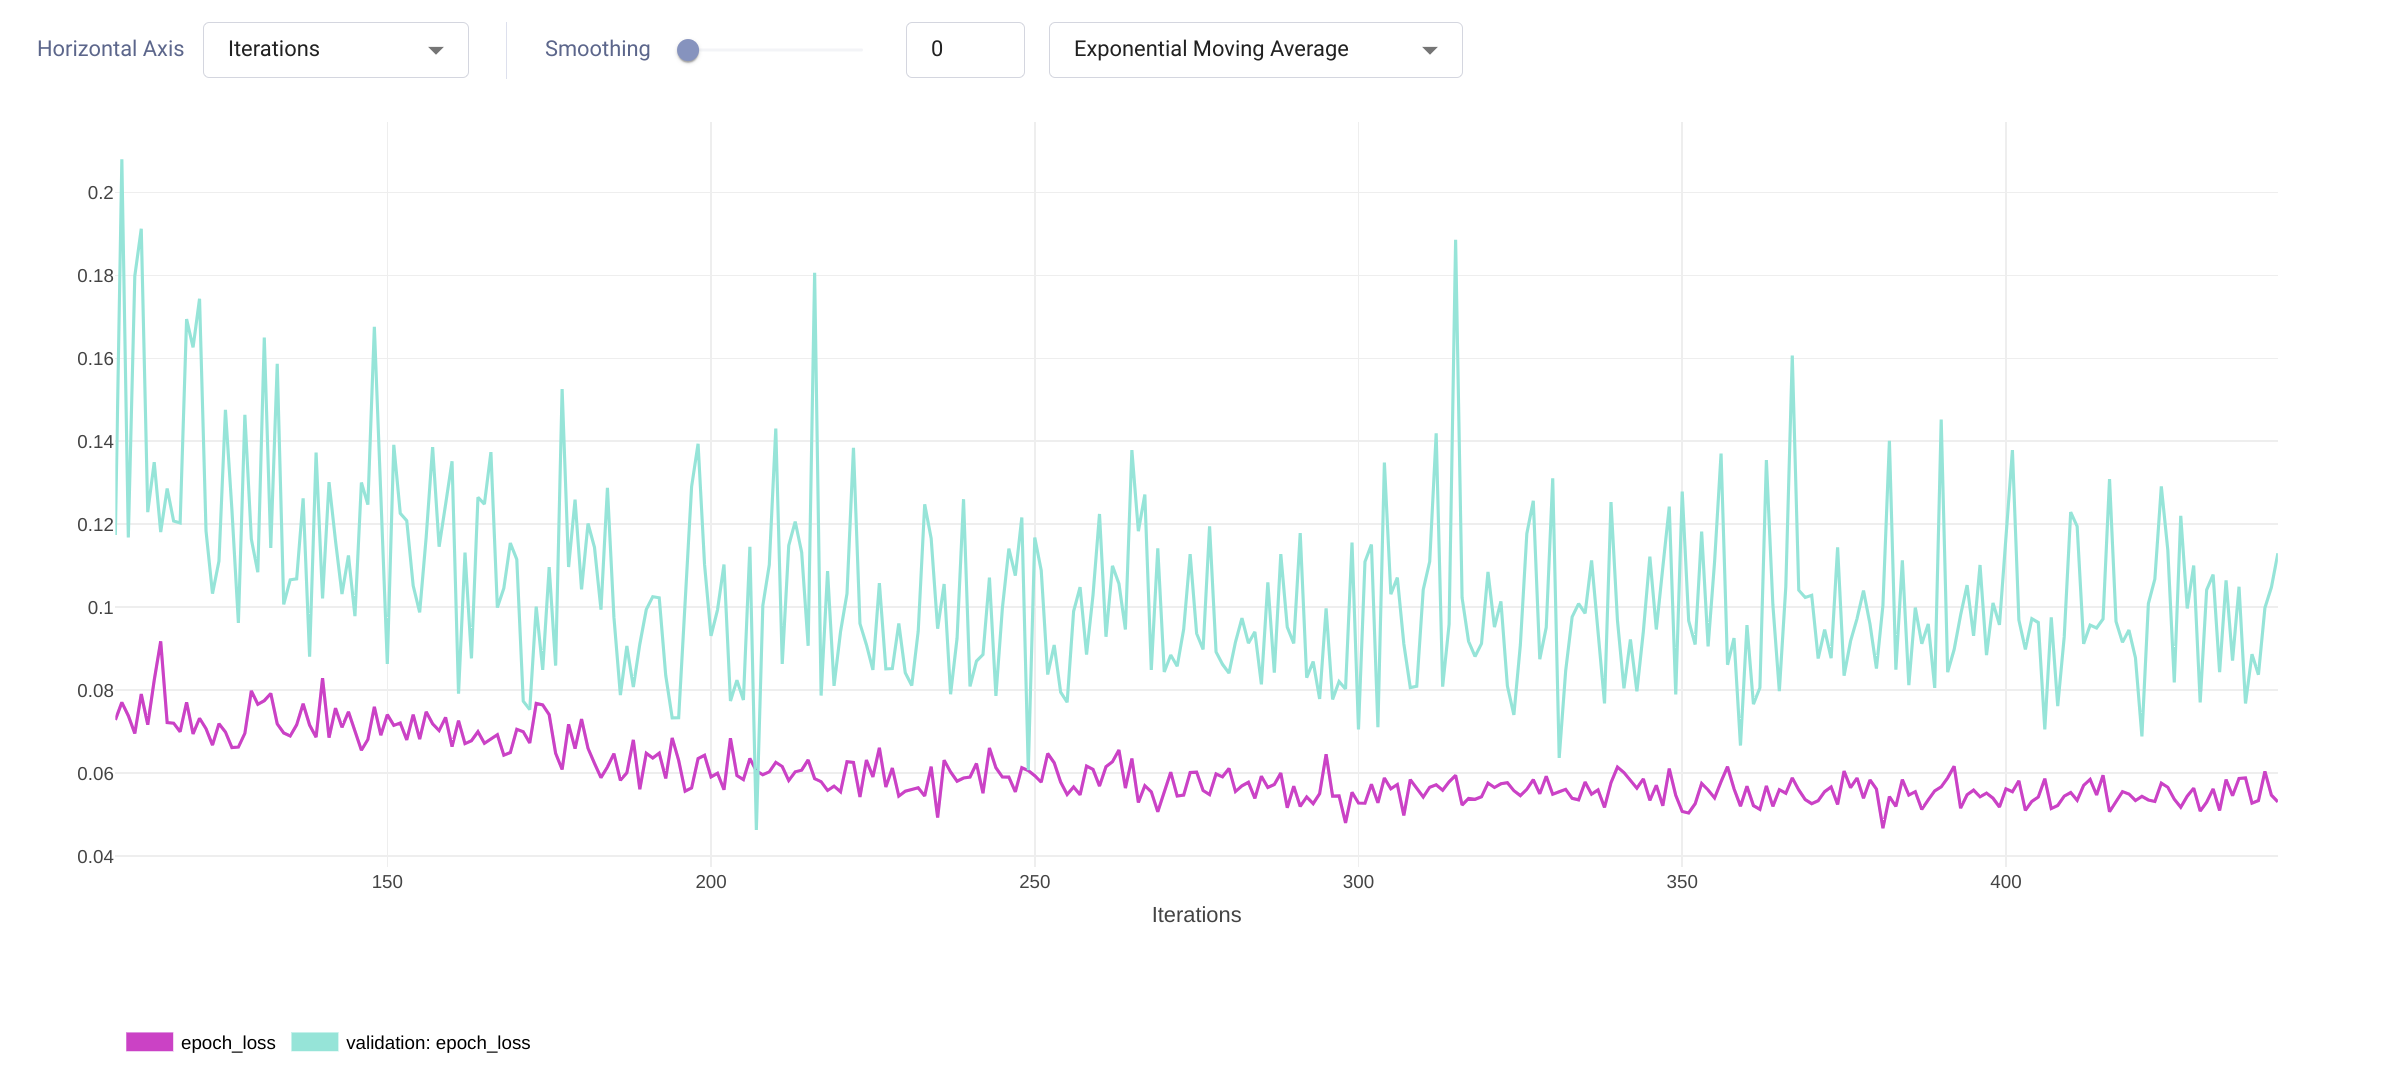 Horizontal Axis Iterations Smoothing 0 Exponential Moving Average
0.2
0.18
0.16
0.14
0.12
0.1
0.08
0.06
0.04
150 200 250 300 350 400
Iterations
epoch_loss validation: epoch_loss